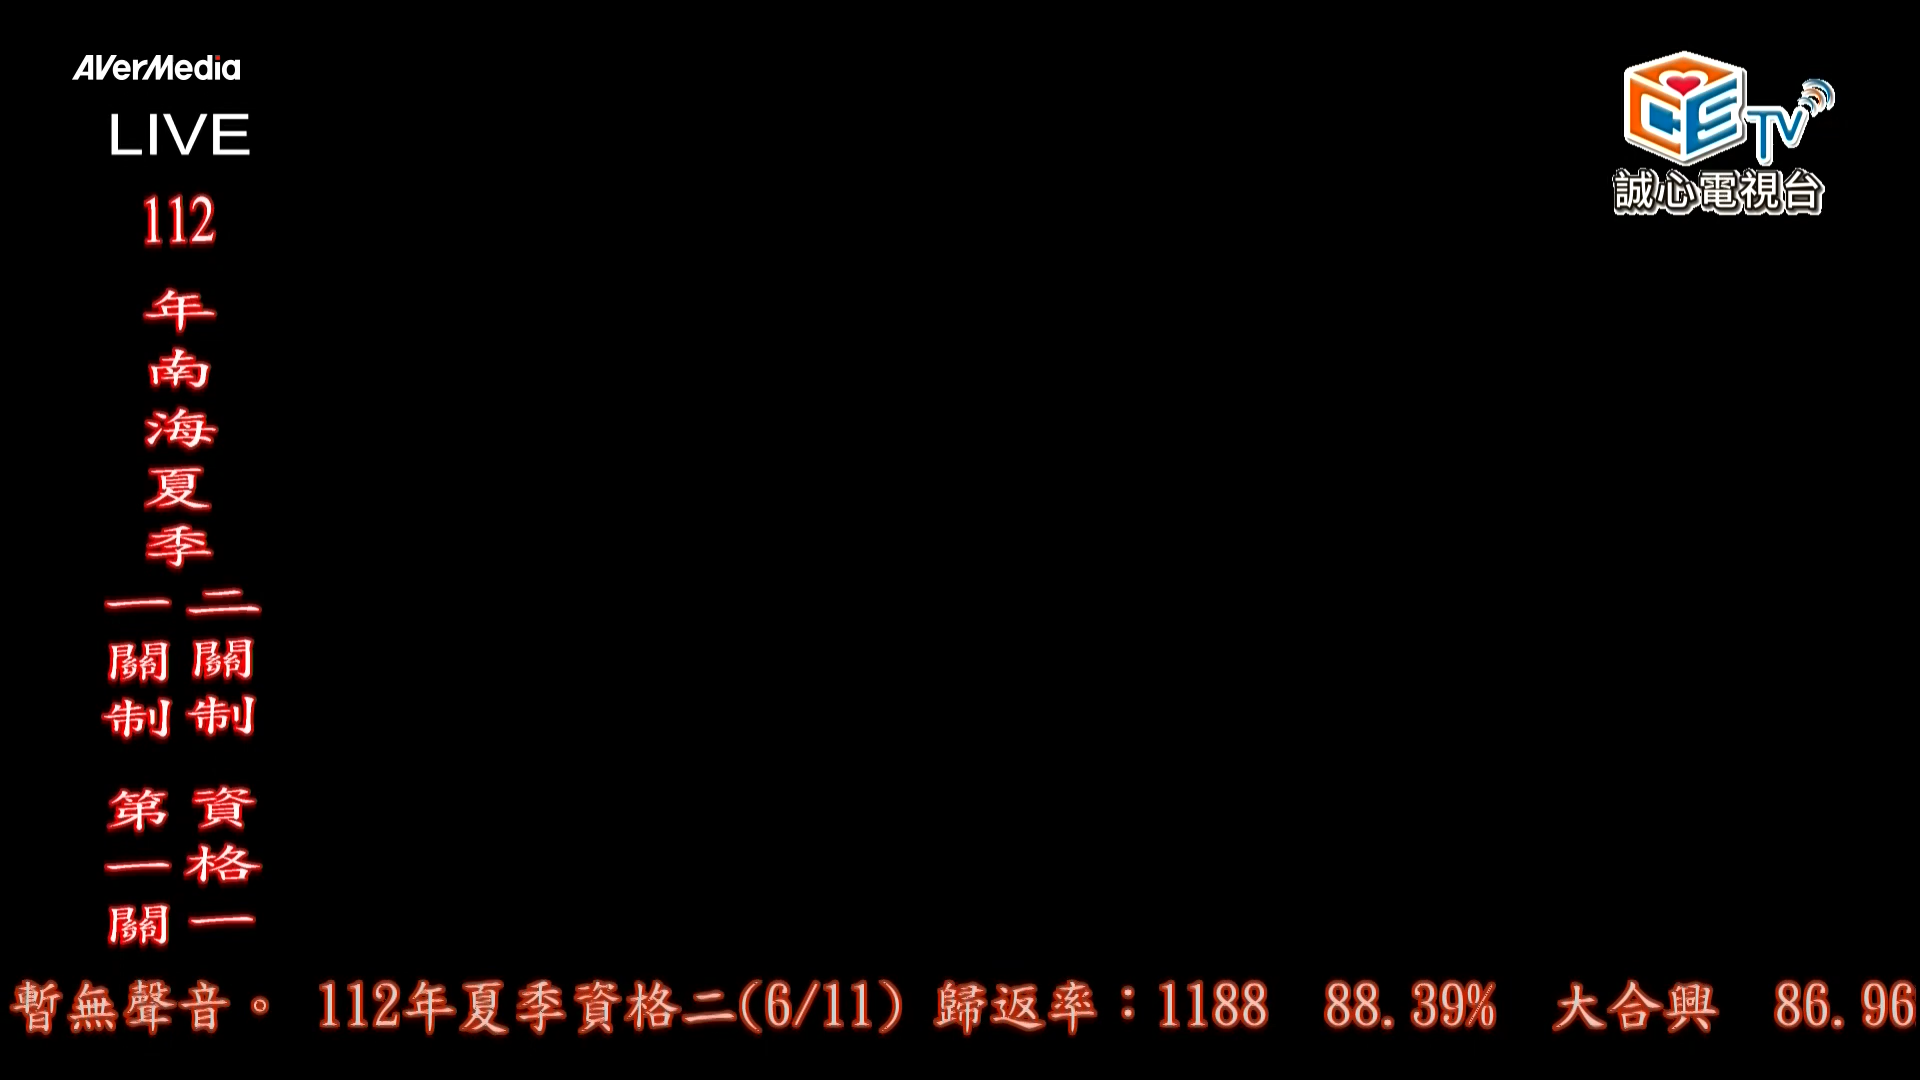 AVerMedia
LIVE
CE TV
誠心電視台
112
年南海夏季
二關制 資格一
一關制 第一關
暫無聲音。 112年夏季資格二(6/11) 歸返率：1188 88.39% 大合興 86.96